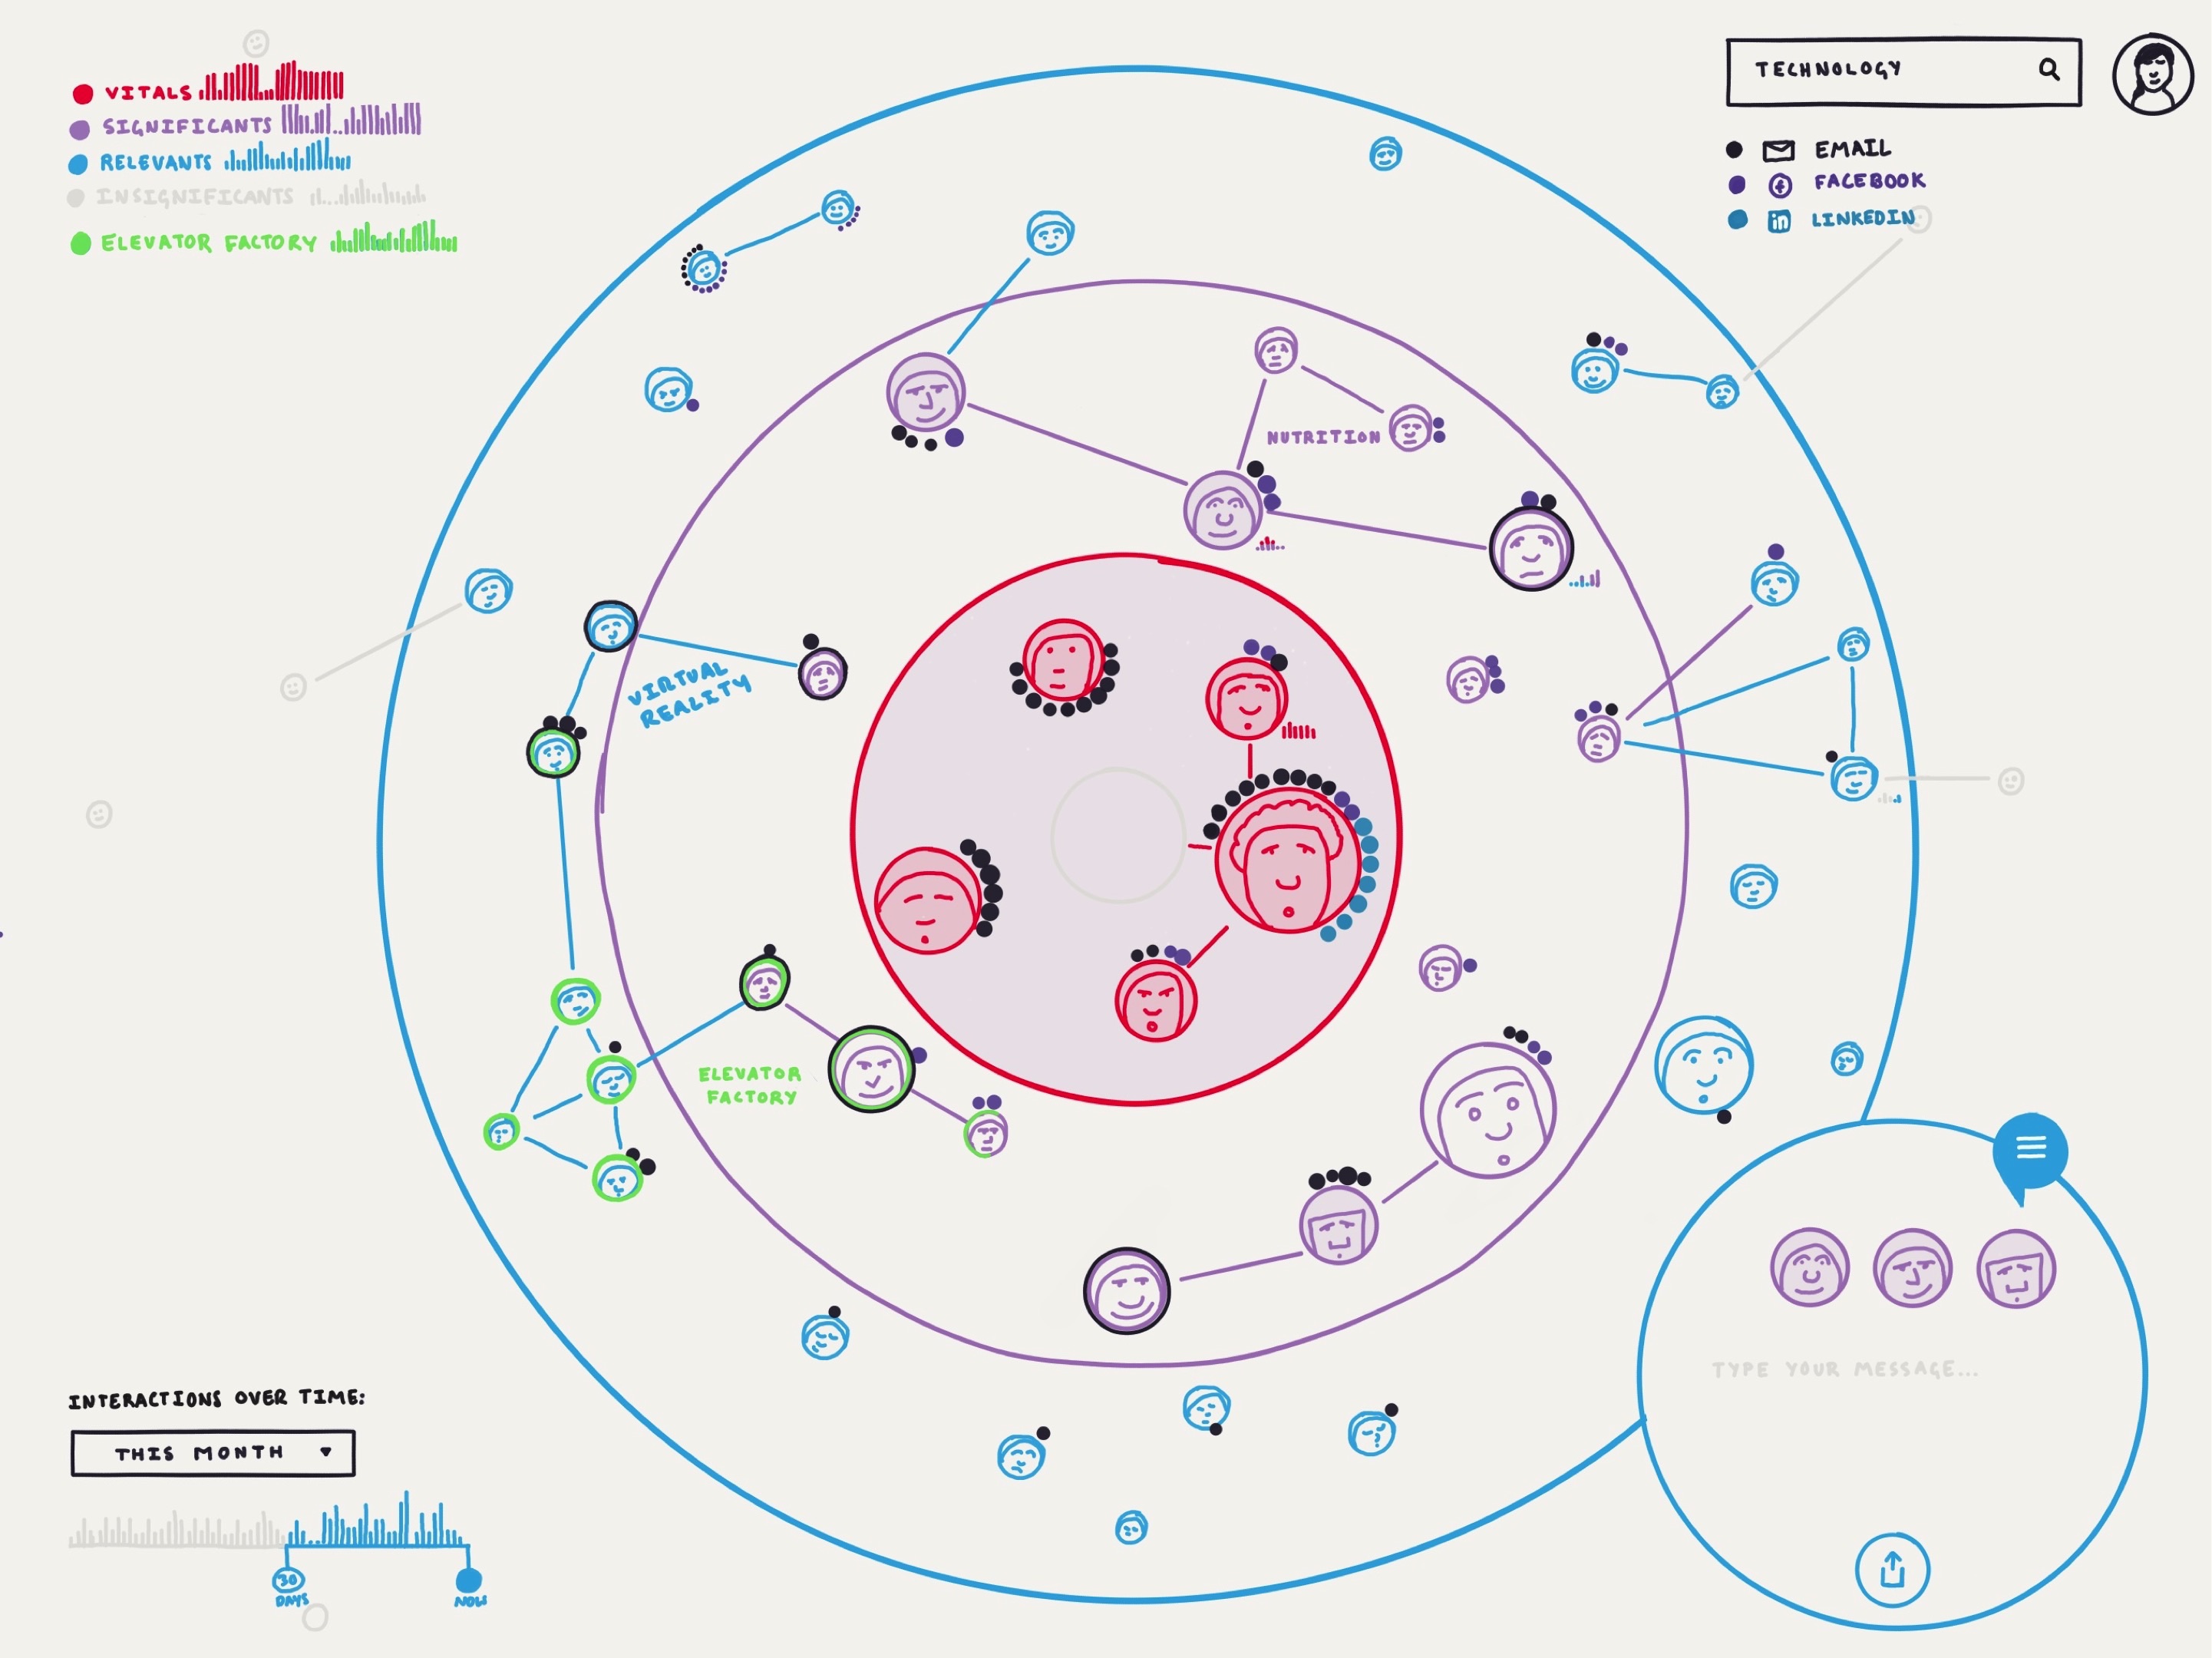 VITALS
SIGNIFICANTS
RELEVANTS
INSIGNIFICANTS
ELEVATOR FACTORY
TECHNOLOGY
EMAIL
FACEBOOK
in LINKEDIN
NUTRITION
VIRTUAL
REALITY
ELEVATOR
FACTORY
TYPE YOUR MESSAGE...
INTERACTIONS OVER TIME:
THIS MONTH
30
DAYS
NOW